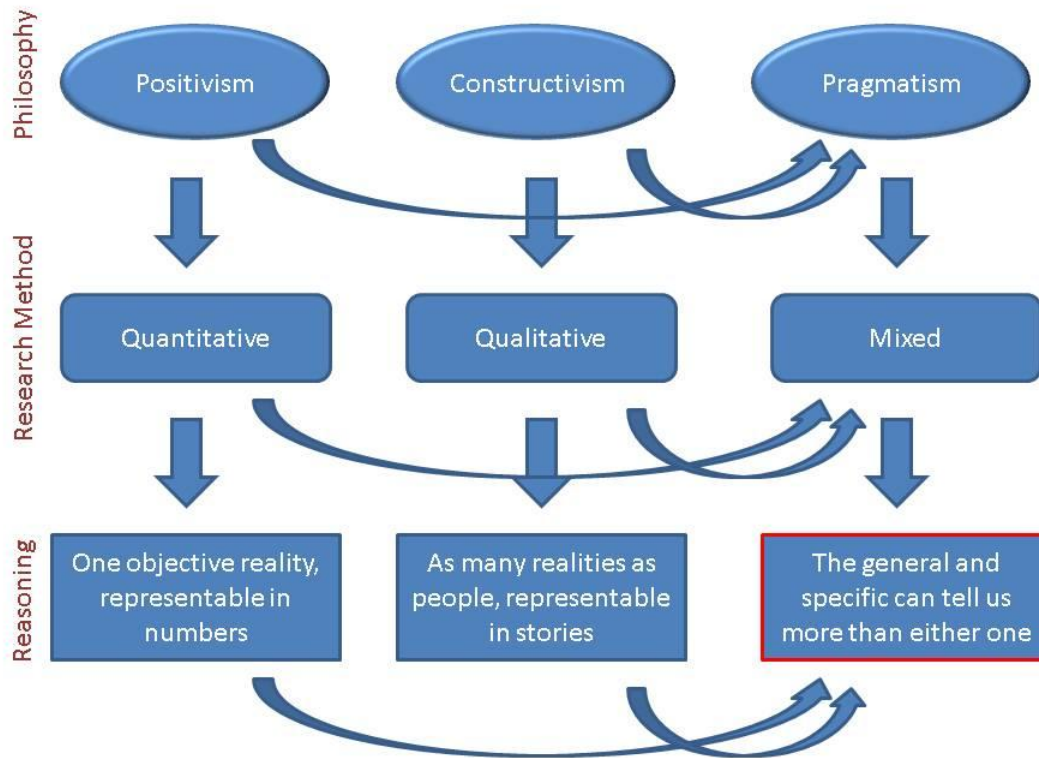 Philosophy
Positivism
Constructivism
Pragmatism
Research Method
Quantitative
Qualitative
Mixed
Reasoning
One objective reality,
representable in
numbers
As many realities as
people, representable
in stories
The general and
specific can tell us
more than either one